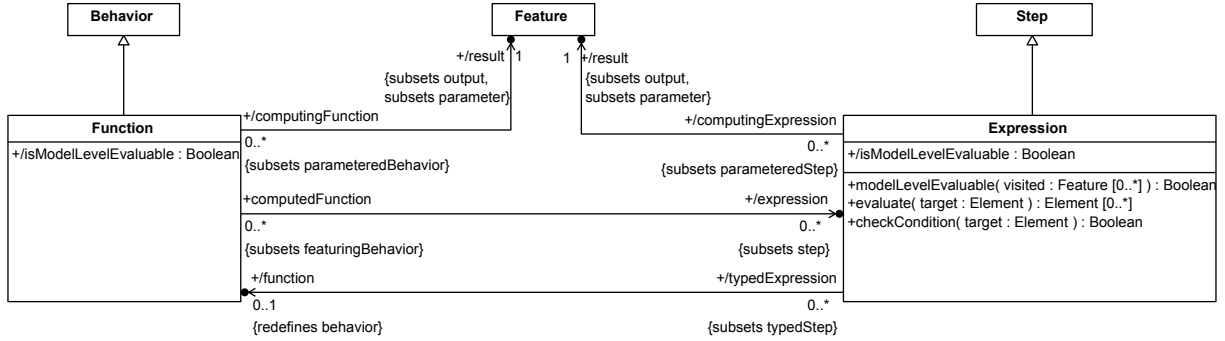 Behavior
Feature
Step
+/result
1
1
+/result
{subsets output,
subsets parameter}
{subsets output,
subsets parameter}
Function
+/isModelLevelEvaluable : Boolean
+/computingFunction
0..*
{subsets parameteredBehavior}
+/computingExpression
0..*
{subsets parameteredStep}
Expression
+/isModelLevelEvaluable : Boolean
+modelLevelEvaluable( visited : Feature [0..*] ) : Boolean
+evaluate( target : Element ) : Element [0..*]
+checkCondition( target : Element ) : Boolean
+computedFunction
0..*
{subsets featuringBehavior}
+/expression
0..*
{subsets step}
+/function
0..1
{redefines behavior}
+/typedExpression
0..*
{subsets typedStep}